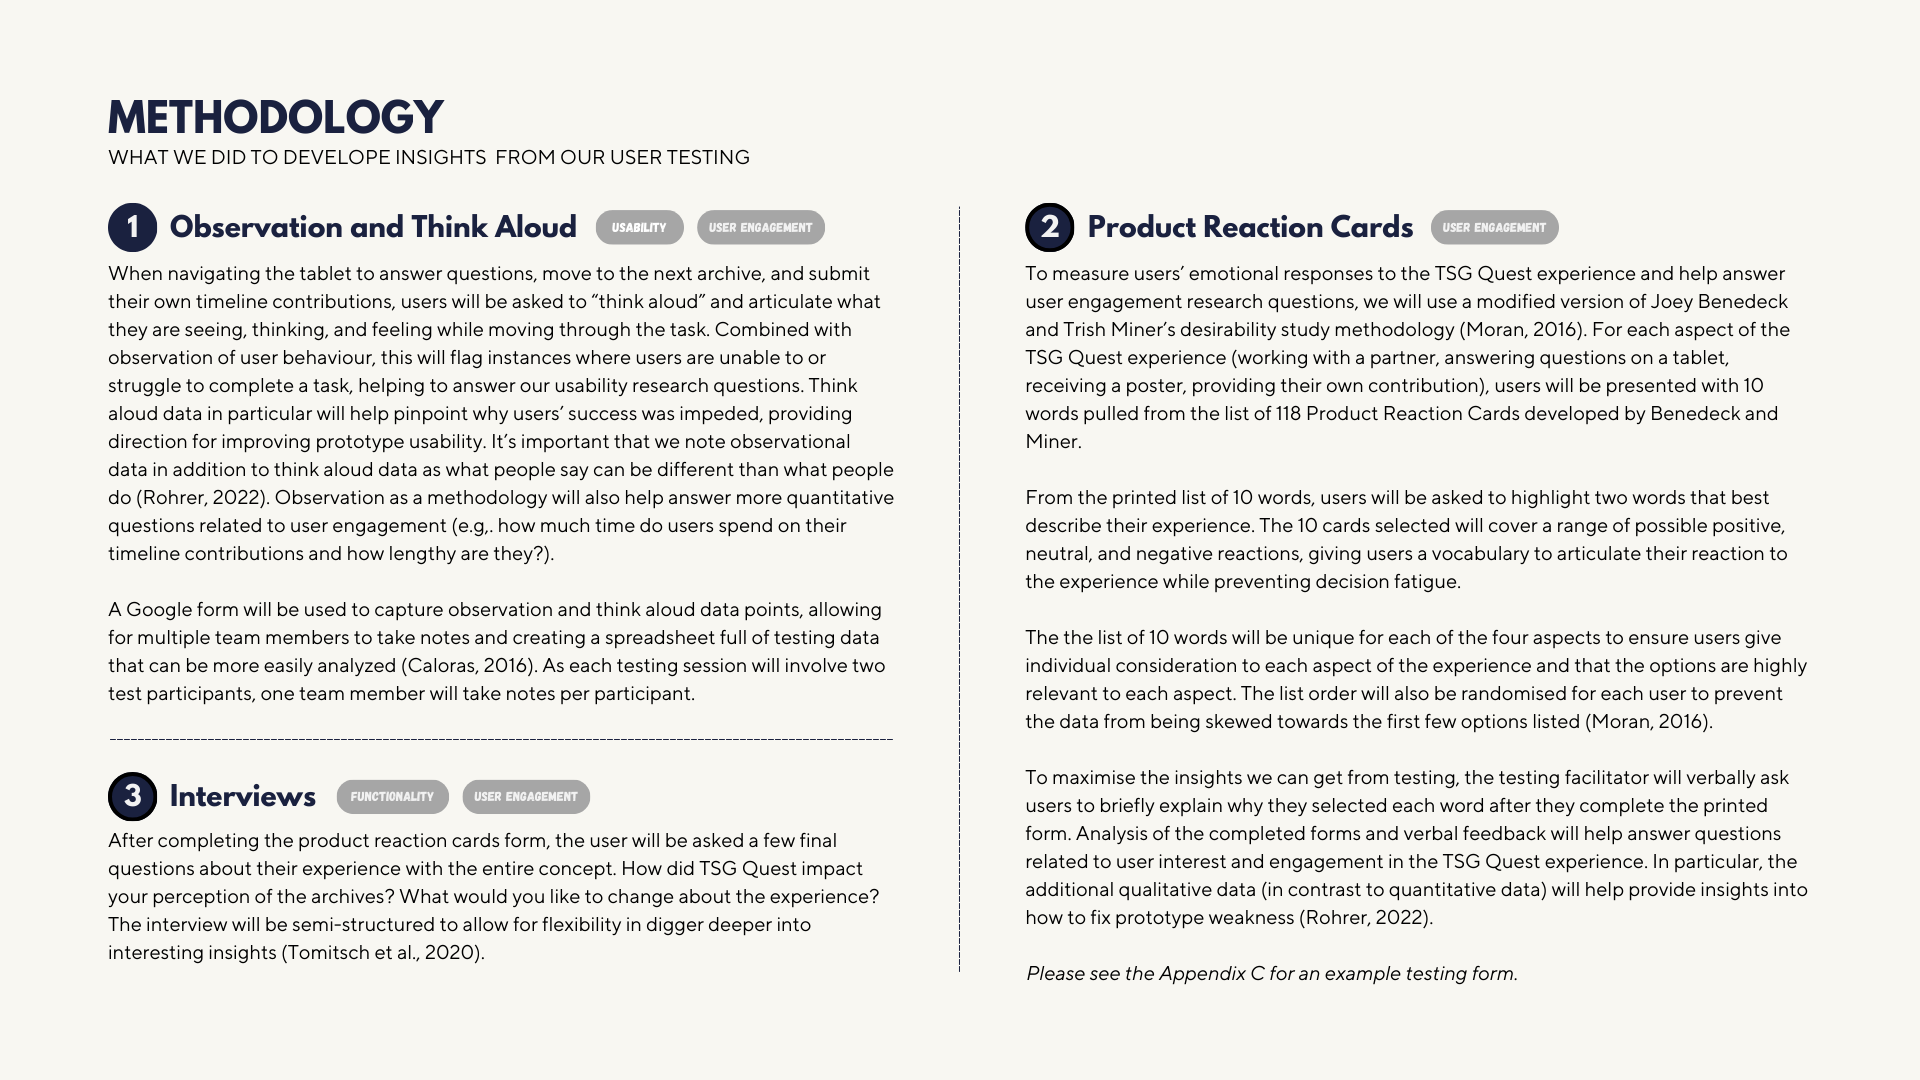 METHODOLOGY
WHAT WE DID TO DEVELOPE INSIGHTS FROM OUR USER TESTING
1 Observation and Think Aloud USABILITY USER ENGAGEMENT
When navigating the tablet to answer questions, move to the next archive, and submit
their own timeline contributions, users will be asked to “think aloud” and articulate what
they are seeing, thinking, and feeling while moving through the task. Combined with
observation of user behaviour, this will flag instances where users are unable to or
struggle to complete a task, helping to answer our usability research questions. Think
aloud data in particular will help pinpoint why users’ success was impeded, providing
direction for improving prototype usability. It’s important that we note observational
data in addition to think aloud data as what people say can be different than what people
do (Rohrer, 2022). Observation as a methodology will also help answer more quantitative
questions related to user engagement (e.g,. how much time do users spend on their
timeline contributions and how lengthy are they?).
A Google form will be used to capture observation and think aloud data points, allowing
for multiple team members to take notes and creating a spreadsheet full of testing data
that can be more easily analyzed (Caloras, 2016). As each testing session will involve two
test participants, one team member will take notes per participant.
2 Product Reaction Cards USER ENGAGEMENT
To measure users’ emotional responses to the TSG Quest experience and help answer
user engagement research questions, we will use a modified version of Joey Benedeck
and Trish Miner’s desirability study methodology (Moran, 2016). For each aspect of the
TSG Quest experience (working with a partner, answering questions on a tablet,
receiving a poster, providing their own contribution), users will be presented with 10
words pulled from the list of 118 Product Reaction Cards developed by Benedeck and
Miner.
From the printed list of 10 words, users will be asked to highlight two words that best
describe their experience. The 10 cards selected will cover a range of possible positive,
neutral, and negative reactions, giving users a vocabulary to articulate their reaction to
the experience while preventing decision fatigue.
The the list of 10 words will be unique for each of the four aspects to ensure users give
individual consideration to each aspect of the experience and that the options are highly
relevant to each aspect. The list order will also be randomised for each user to prevent
the data from being skewed towards the first few options listed (Moran, 2016).
To maximise the insights we can get from testing, the testing facilitator will verbally ask
users to briefly explain why they selected each word after they complete the printed
form. Analysis of the completed forms and verbal feedback will help answer questions
related to user interest and engagement in the TSG Quest experience. In particular, the
additional qualitative data (in contrast to quantitative data) will help provide insights into
how to fix prototype weakness (Rohrer, 2022).
Please see the Appendix C for an example testing form.
3 Interviews FUNCTIONALITY USER ENGAGEMENT
After completing the product reaction cards form, the user will be asked a few final
questions about their experience with the entire concept. How did TSG Quest impact
your perception of the archives? What would you like to change about the experience?
The interview will be semi-structured to allow for flexibility in digger deeper into
interesting insights (Tomitsch et al., 2020).